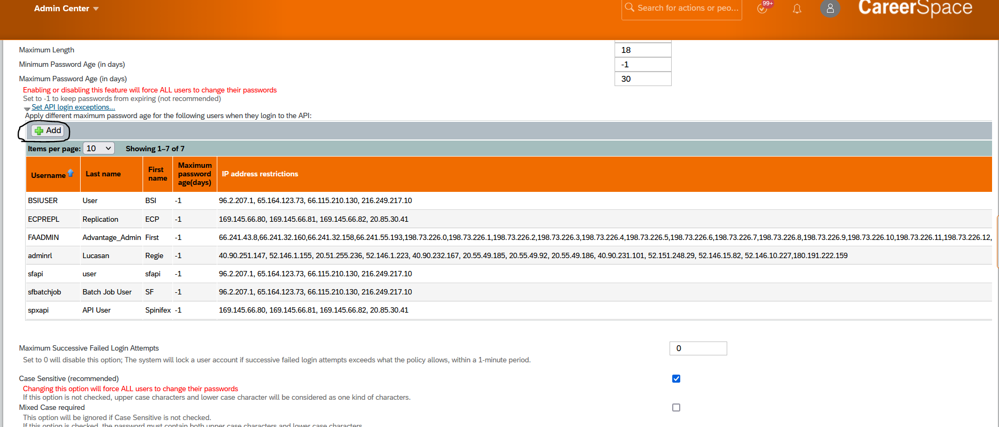 Admin Center
Search for actions or peo...
99+
CareerSpace
Maximum Length 18
Minimum Password Age (in days) -1
Maximum Password Age (in days) 30
Enabling or disabling this feature will force ALL users to change their passwords
Set to -1 to keep passwords from expiring (not recommended)
Set API login exceptions...
Apply different maximum password age for the following users when they login to the API:
Add
Items per page: 10 Showing 1–7 of 7
Username Last name First name Maximum password age(days) IP address restrictions
BSIUSER User BSI -1 96.2.207.1, 65.164.123.73, 66.115.210.130, 216.249.217.10
ECPREPL Replication ECP -1 169.145.66.80, 169.145.66.81, 169.145.66.82, 20.85.30.41
FAADMIN Advantage_Admin First -1 66.241.43.8,66.241.32.160,66.241.32.158,66.241.55.193,198.73.226.0,198.73.226.1,198.73.226.2,198.73.226.3,198.73.226.4,198.73.226.5,198.73.226.6,198.73.226.7,198.73.226.8,198.73.226.9,198.73.226.10,198.73.226.11,198.73.226.12,
adminrl Lucasan Regie -1 40.90.251.147, 52.146.1.155, 20.51.255.236, 52.146.1.223, 40.90.232.167, 20.55.49.185, 20.55.49.92, 20.55.49.186, 40.90.231.101, 52.151.248.29, 52.146.15.82, 52.146.10.227,180.191.222.159
sfapi user sfapi -1 96.2.207.1, 65.164.123.73, 66.115.210.130, 216.249.217.10
sfbatchjob Batch Job User SF -1 96.2.207.1, 65.164.123.73, 66.115.210.130, 216.249.217.10
spxapi API User Spinifex -1 169.145.66.80, 169.145.66.81, 169.145.66.82, 20.85.30.41
Maximum Successive Failed Login Attempts 0
Set to 0 will disable this option; The system will lock a user account if successive failed login attempts exceeds what the policy allows, within a 1-minute period.
Case Sensitive (recommended)
Changing this option will force ALL users to change their passwords
If this option is not checked, upper case characters and lower case character will be considered as one kind of characters.
Mixed Case required
This option will be ignored if Case Sensitive is not checked.
If this option is checked, the password must contain both upper case characters and lower case characters.